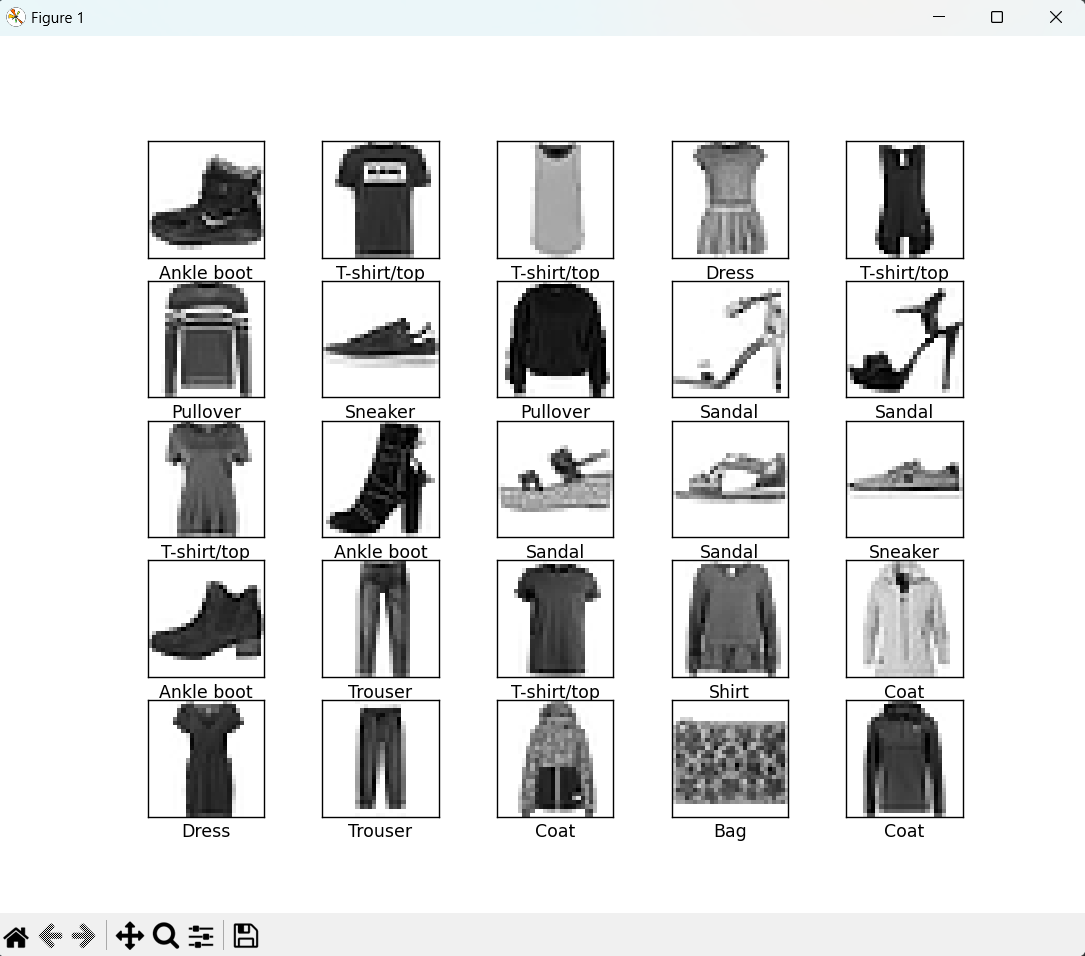 Figure 1
Ankle boot T-shirt/top T-shirt/top Dress T-shirt/top
Pullover Sneaker Pullover Sandal Sandal
T-shirt/top Ankle boot Sandal Sandal Sneaker
Ankle boot Trouser T-shirt/top Shirt Coat
Dress Trouser Coat Bag Coat